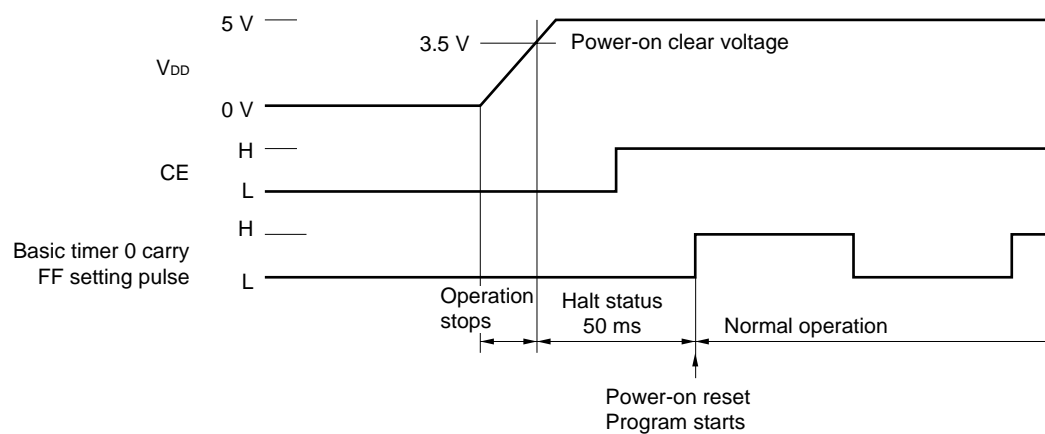 5 V
3.5 V
Power-on clear voltage
VDD
0 V
H
CE
L
H
Basic timer 0 carry
FF setting pulse
L
Operation
stops
Halt status
50 ms
Normal operation
Power-on reset
Program starts